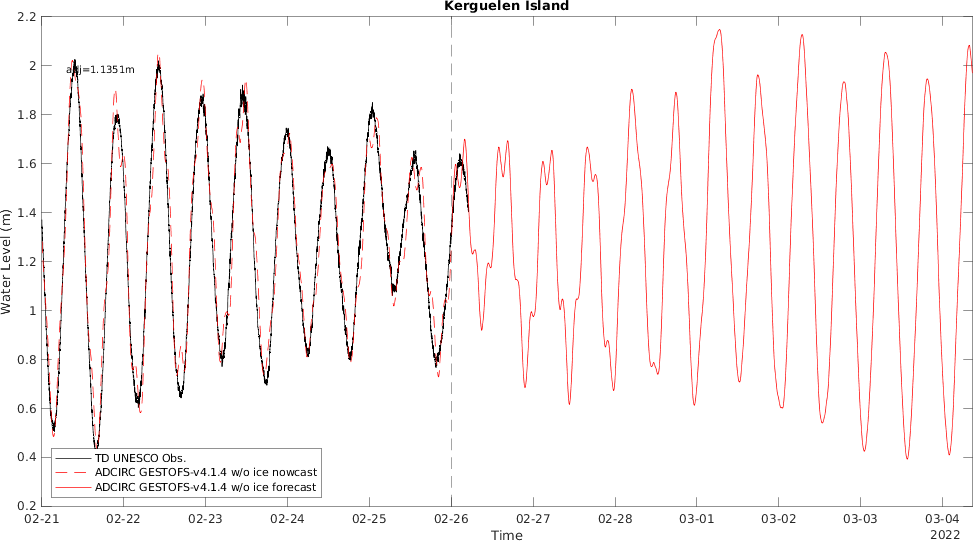 Kerguelen Island
2.2
2
1.8
1.6
1.4
1.2
1
0.8
0.6
0.4
0.2
Water Level (m)
adj=1.1351m
TD UNESCO Obs.
ADCIRC GESTOFS-v4.1.4 w/o ice nowcast
ADCIRC GESTOFS-v4.1.4 w/o ice forecast
02-21 02-22 02-23 02-24 02-25 02-26 02-27 02-28 03-01 03-02 03-03 03-04
Time
2022